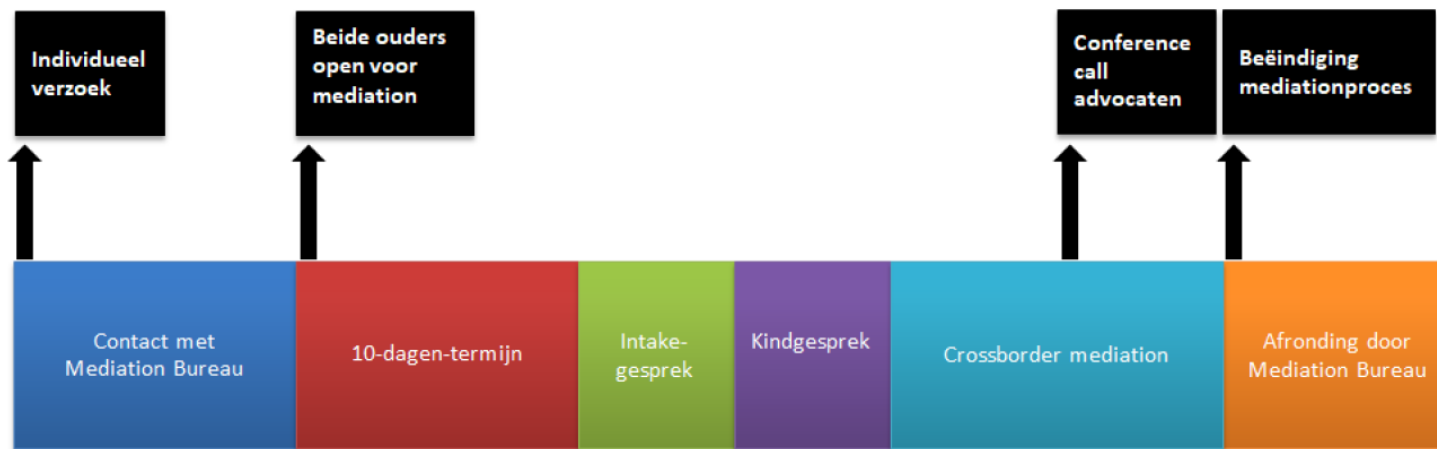 Individueel
verzoek
Beide ouders
open voor
mediation
Conference
call
advocaten
Beëindiging
mediationproces
Contact met
Mediation Bureau
10-dagen-termijn
Intake-
gesprek
Kindgesprek
Crossborder mediation
Afronding door
Mediation Bureau